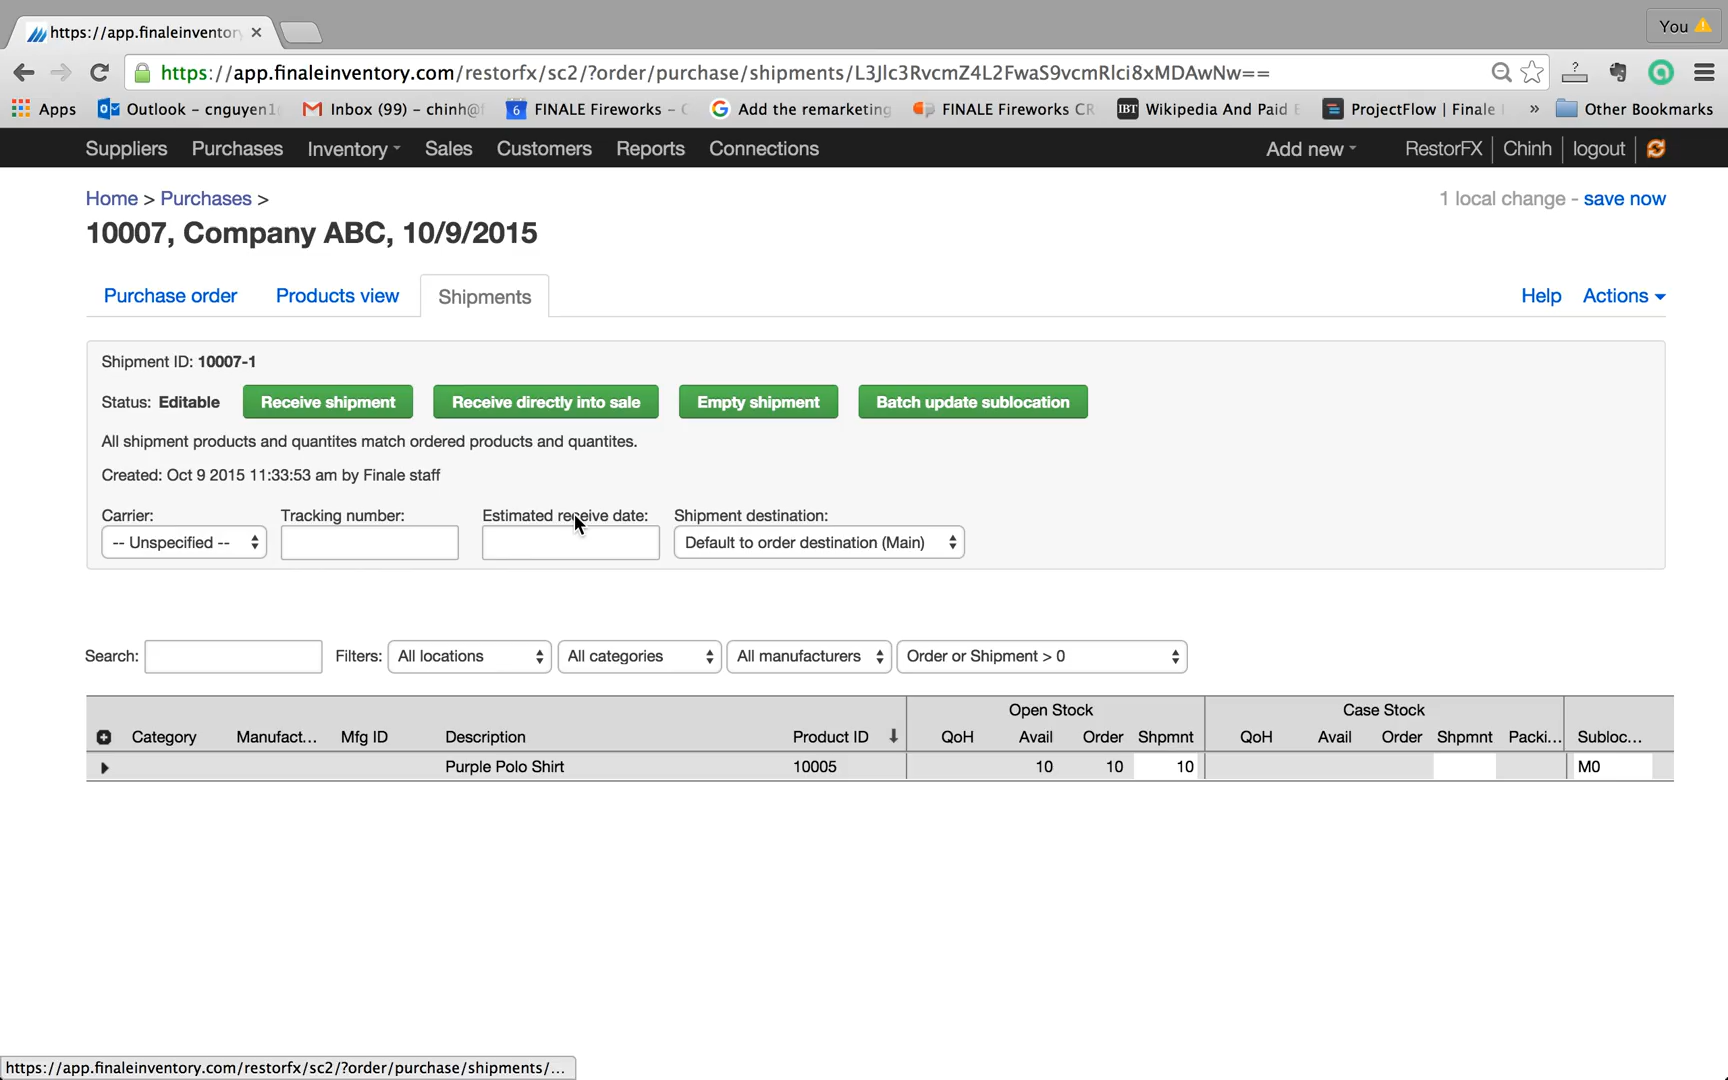 https://app.finaleinventor
You
https://app.finaleinventory.com/restorfx/sc2/?order/purchase/shipments/L3Jlc3RvcmZ4L2FwaS9vcmRlci8xMDAwNw==
Apps Outlook - cnguyen1 Inbox (99) - chinh@f FINALE Fireworks - C Add the remarketing FINALE Fireworks CR Wikipedia And Paid E ProjectFlow | Finale » Other Bookmarks
Suppliers Purchases Inventory Sales Customers Reports Connections Add new RestorFX Chinh logout
Home > Purchases > 1 local change - save now
10007, Company ABC, 10/9/2015
Purchase order Products view Shipments Help Actions
Shipment ID: 10007-1
Status: Editable Receive shipment Receive directly into sale Empty shipment Batch update sublocation
All shipment products and quantites match ordered products and quantites.
Created: Oct 9 2015 11:33:53 am by Finale staff
Carrier: Tracking number: Estimated receive date: Shipment destination:
-- Unspecified -- Default to order destination (Main)
Search: Filters: All locations All categories All manufacturers Order or Shipment > 0
Open Stock Case Stock
Category Manufact... Mfg ID Description Product ID QoH Avail Order Shpmnt QoH Avail Order Shpmnt Packi... Subloc...
Purple Polo Shirt 10005 10 10 10 M0
https://app.finaleinventory.com/restorfx/sc2/?order/purchase/shipments/...